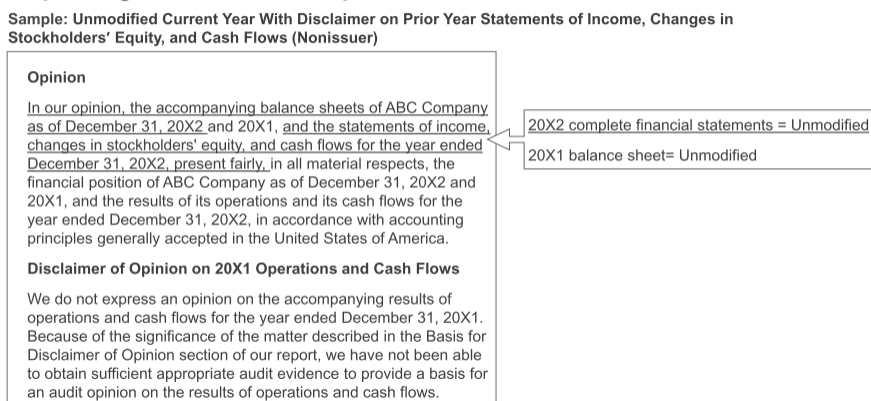 Sample: Unmodified Current Year With Disclaimer on Prior Year Statements of Income, Changes in
Stockholders' Equity, and Cash Flows (Nonissuer)
Opinion
In our opinion, the accompanying balance sheets of ABC Company
as of December 31, 20X2 and 20X1, and the statements of income,
changes in stockholders' equity, and cash flows for the year ended
December 31, 20X2, present fairly, in all material respects, the
financial position of ABC Company as of December 31, 20X2 and
20X1, and the results of its operations and its cash flows for the
year ended December 31, 20X2, in accordance with accounting
principles generally accepted in the United States of America.
20X2 complete financial statements = Unmodified
20X1 balance sheet= Unmodified
Disclaimer of Opinion on 20X1 Operations and Cash Flows
We do not express an opinion on the accompanying results of
operations and cash flows for the year ended December 31, 20X1.
Because of the significance of the matter described in the Basis for
Disclaimer of Opinion section of our report, we have not been able
to obtain sufficient appropriate audit evidence to provide a basis for
an audit opinion on the results of operations and cash flows.